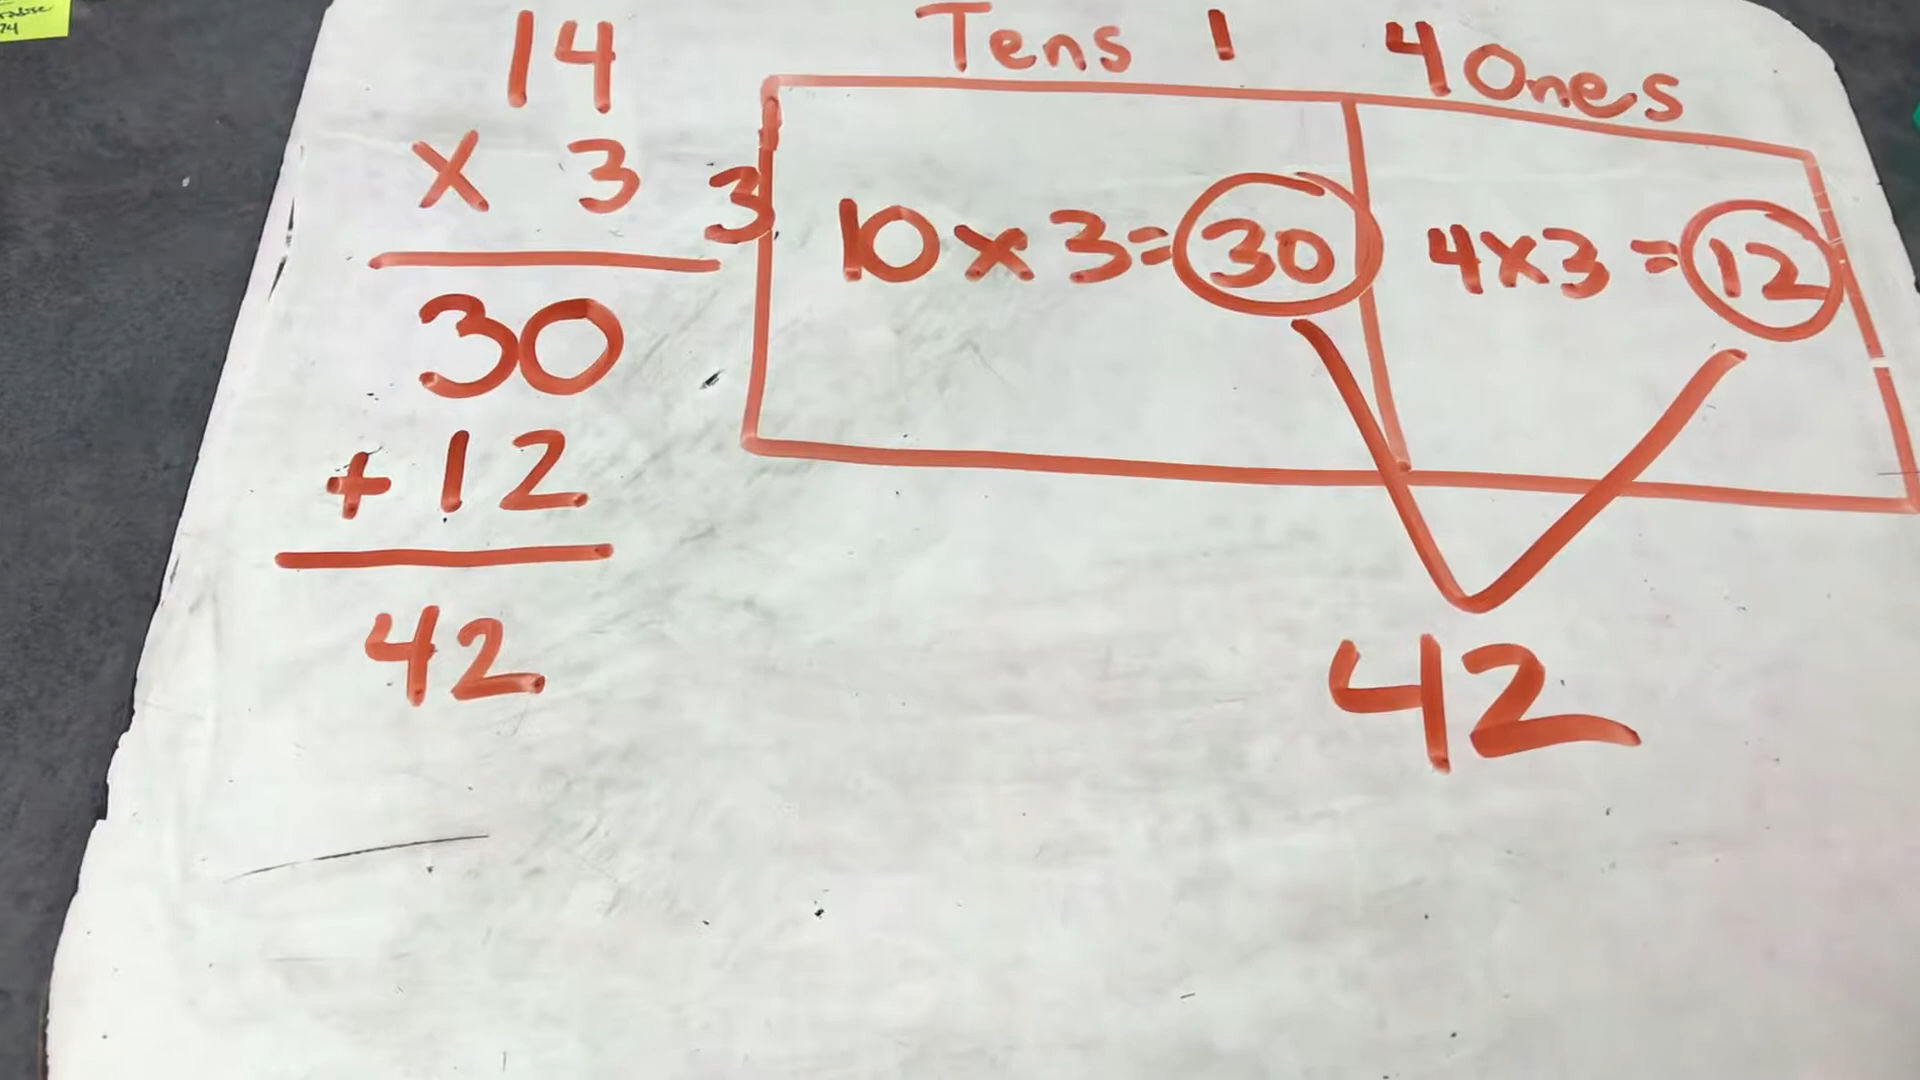 14
x 3
30
+ 12
42
Tens 1 4 Ones
3 10 x 3 = 30 4 x 3 = 12
42